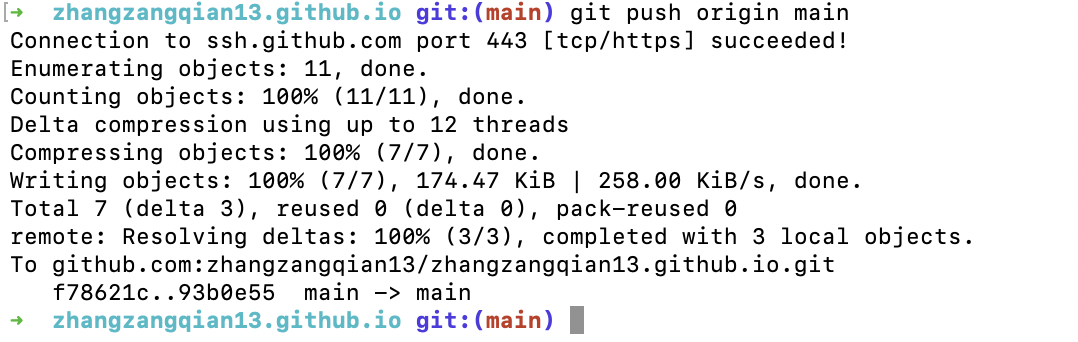 [➜  zhangzangqian13.github.io git:(main) git push origin main
Connection to ssh.github.com port 443 [tcp/https] succeeded!
Enumerating objects: 11, done.
Counting objects: 100% (11/11), done.
Delta compression using up to 12 threads
Compressing objects: 100% (7/7), done.
Writing objects: 100% (7/7), 174.47 KiB | 258.00 KiB/s, done.
Total 7 (delta 3), reused 0 (delta 0), pack-reused 0
remote: Resolving deltas: 100% (3/3), completed with 3 local objects.
To github.com:zhangzangqian13/zhangzangqian13.github.io.git
   f78621c..93b0e55  main -> main
➜  zhangzangqian13.github.io git:(main)